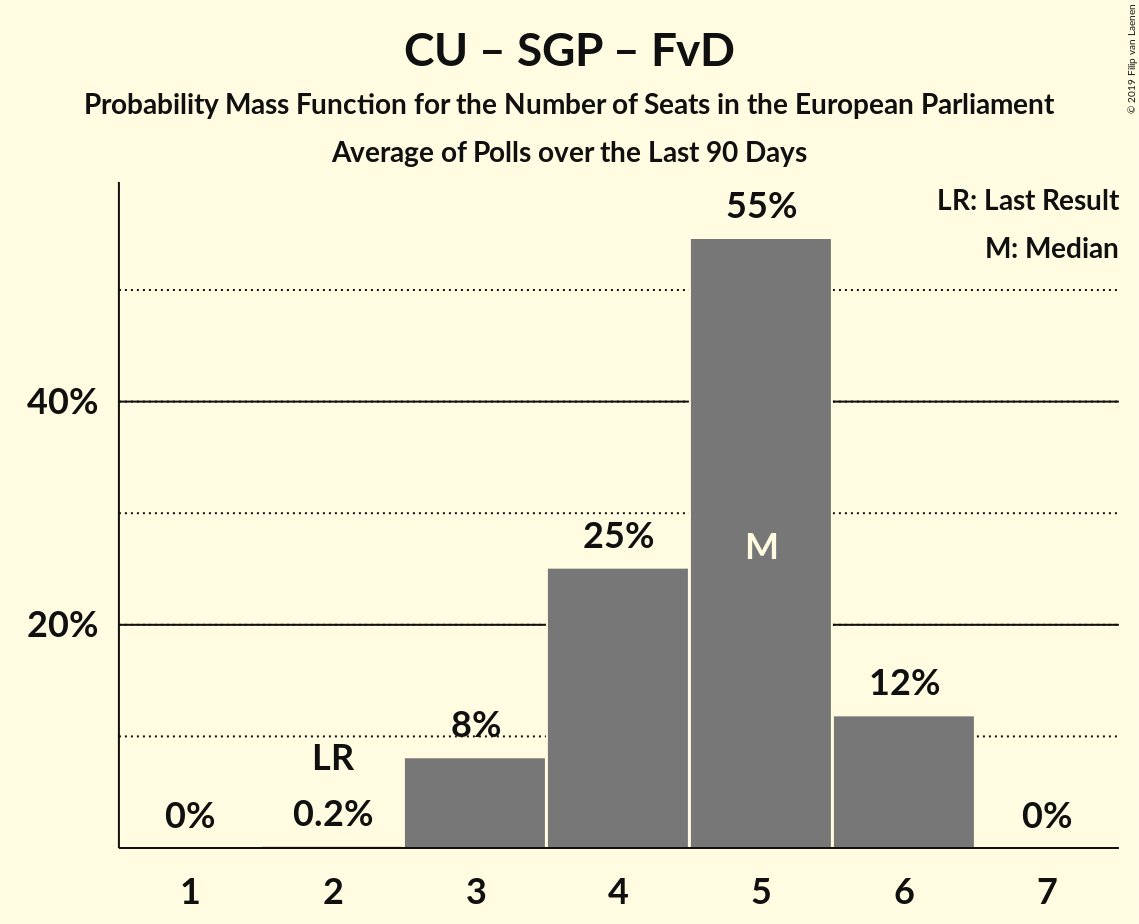 CU – SGP – FvD
Probability Mass Function for the Number of Seats in the European Parliament
Average of Polls over the Last 90 Days
© 2019 Filip van Laenen
LR: Last Result
M: Median
55%
40%
25%
M
20%
12%
8%
LR
0%
0.2%
0%
1 2 3 4 5 6 7